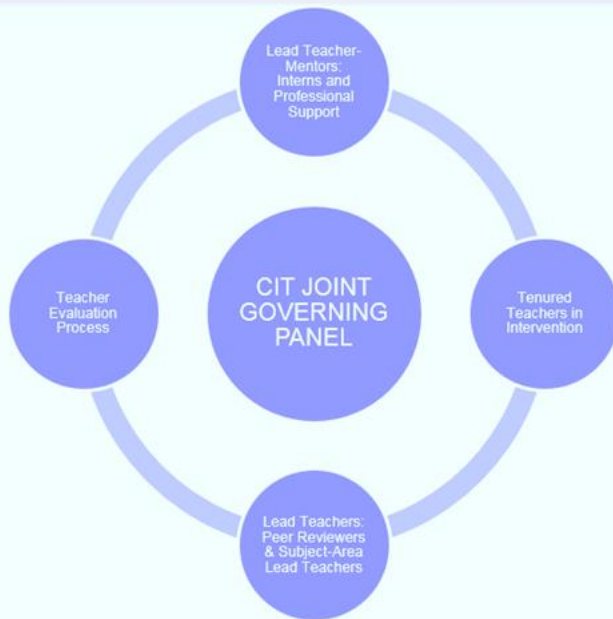 Lead Teacher-
Mentors:
Interns and
Professional
Support
Teacher
Evaluation
Process
CIT JOINT
GOVERNING
PANEL
Tenured
Teachers in
Intervention
Lead Teachers:
Peer Reviewers
& Subject-Area
Lead Teachers